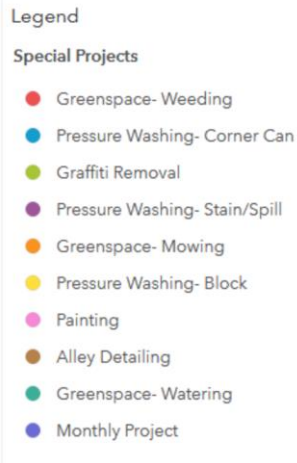 Legend
Special Projects
Greenspace- Weeding
Pressure Washing- Corner Can
Graffiti Removal
Pressure Washing- Stain/Spill
Greenspace- Mowing
Pressure Washing- Block
Painting
Alley Detailing
Greenspace- Watering
Monthly Project